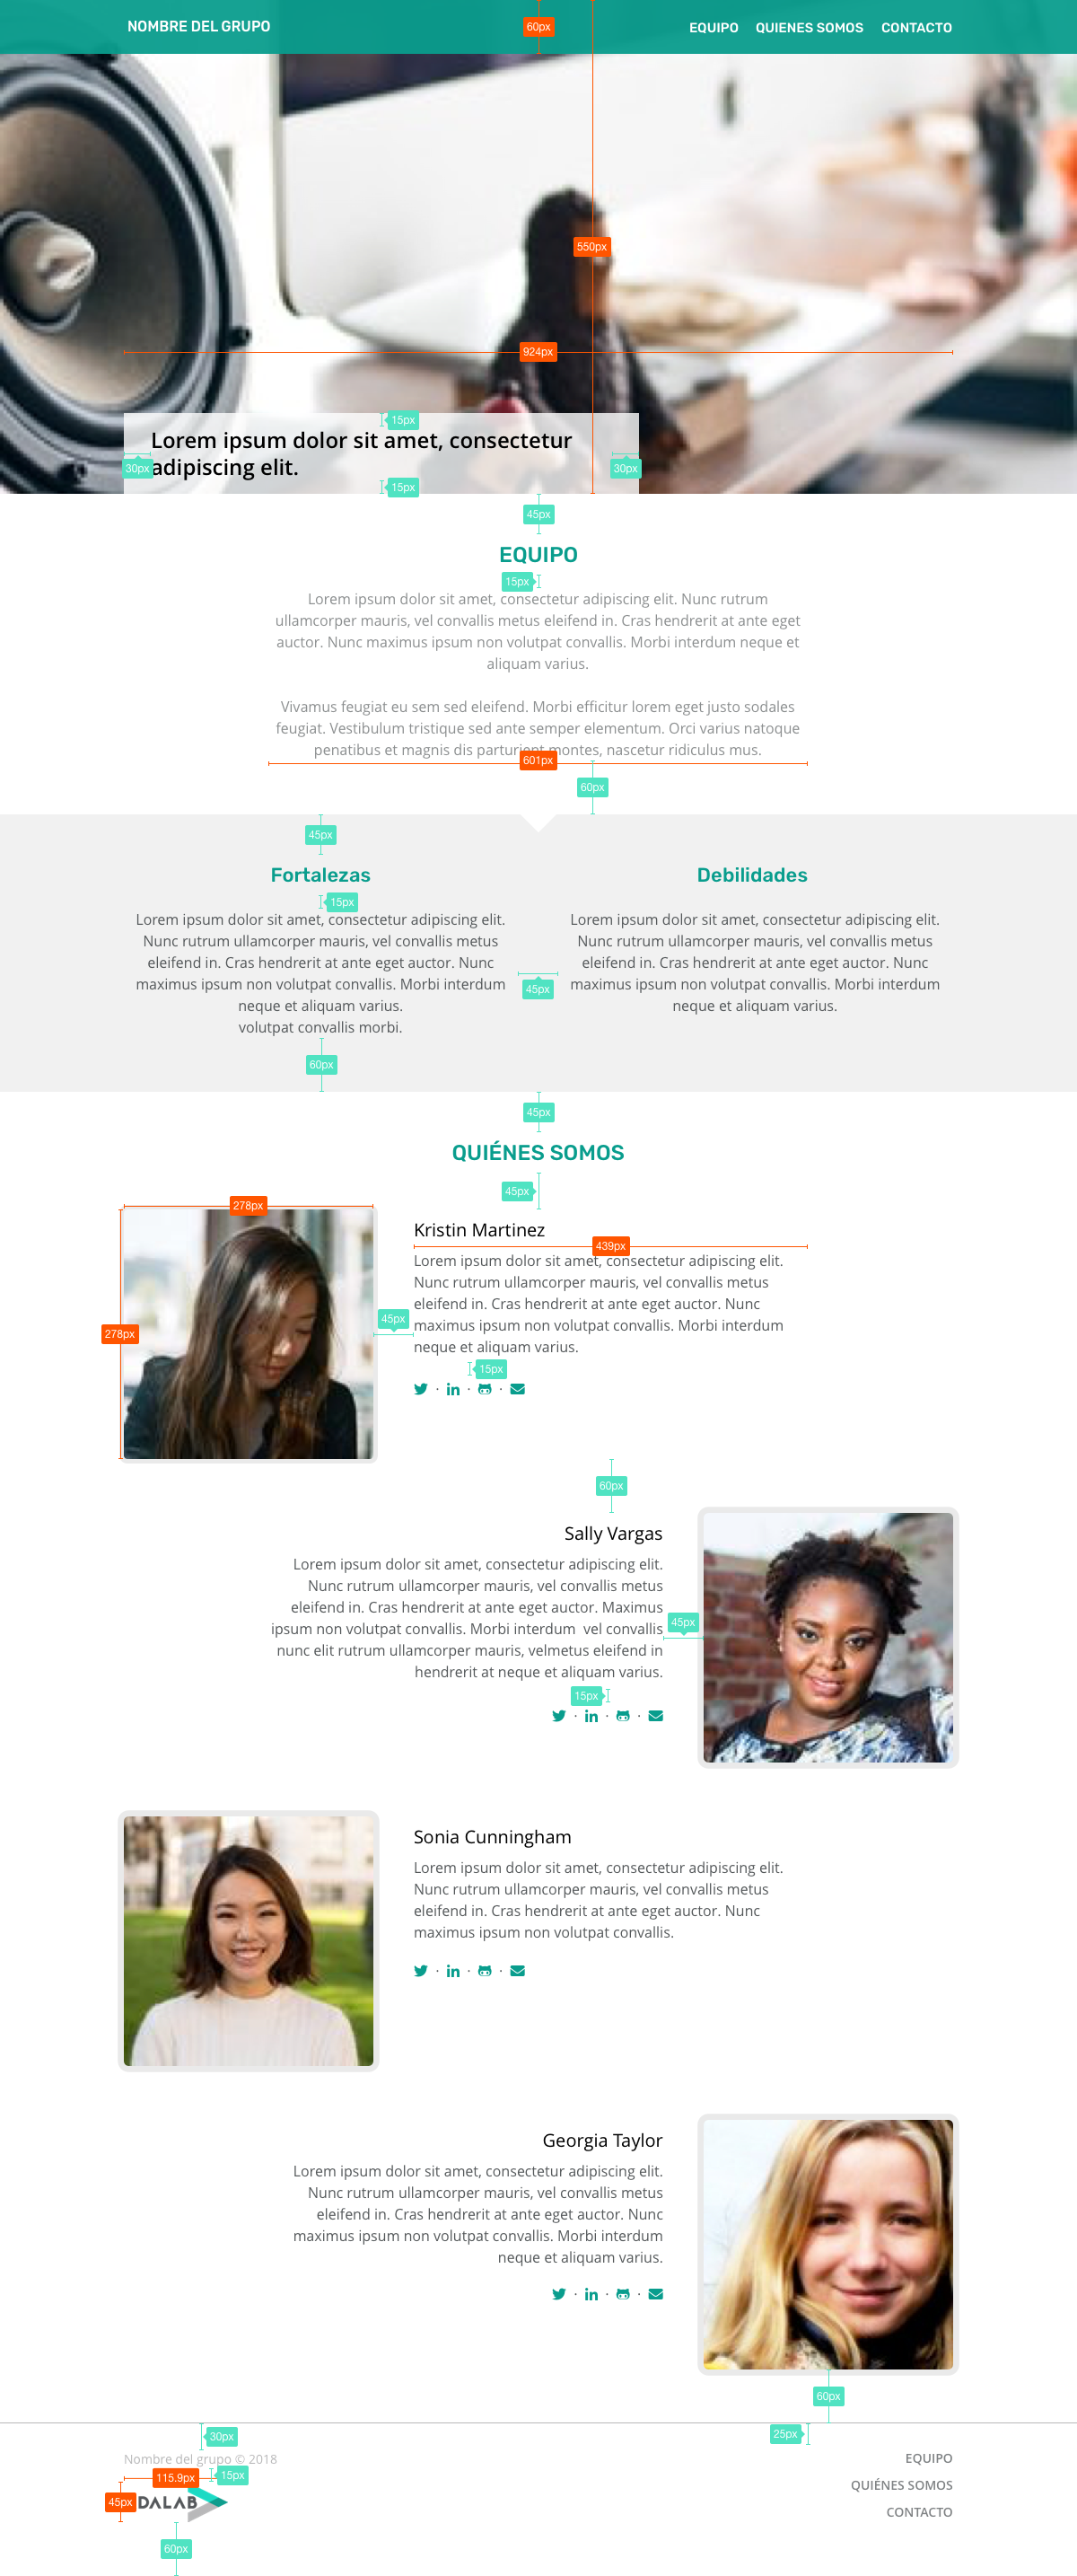 NOMBRE DEL GRUPO
60px
EQUIPO QUIENES SOMOS CONTACTO
550px
924px
15px
Lorem ipsum dolor sit amet, consectetur
adipiscing elit.
30px
30px
15px
45px
EQUIPO
15px
Lorem ipsum dolor sit amet, consectetur adipiscing elit. Nunc rutrum
ullamcorper mauris, vel convallis metus eleifend in. Cras hendrerit at ante eget
auctor. Nunc maximus ipsum non volutpat convallis. Morbi interdum neque et
aliquam varius.
Vivamus feugiat eu sem sed eleifend. Morbi efficitur lorem eget justo sodales
feugiat. Vestibulum tristique sed ante semper elementum. Orci varius natoque
penatibus et magnis dis parturient montes, nascetur ridiculus mus.
601px
60px
45px
Fortalezas
15px
Lorem ipsum dolor sit amet, consectetur adipiscing elit.
Nunc rutrum ullamcorper mauris, vel convallis metus
eleifend in. Cras hendrerit at ante eget auctor. Nunc
maximus ipsum non volutpat convallis. Morbi interdum
neque et aliquam varius.
volutpat convallis morbi.
60px
45px
Debilidades
Lorem ipsum dolor sit amet, consectetur adipiscing elit.
Nunc rutrum ullamcorper mauris, vel convallis metus
eleifend in. Cras hendrerit at ante eget auctor. Nunc
maximus ipsum non volutpat convallis. Morbi interdum
neque et aliquam varius.
45px
QUIÉNES SOMOS
45px
278px
278px
Kristin Martinez
439px
Lorem ipsum dolor sit amet, consectetur adipiscing elit.
Nunc rutrum ullamcorper mauris, vel convallis metus
eleifend in. Cras hendrerit at ante eget auctor. Nunc
maximus ipsum non volutpat convallis. Morbi interdum
neque et aliquam varius.
45px
15px
60px
Sally Vargas
Lorem ipsum dolor sit amet, consectetur adipiscing elit.
Nunc rutrum ullamcorper mauris, vel convallis metus
eleifend in. Cras hendrerit at ante eget auctor. Maximus
ipsum non volutpat convallis. Morbi interdum vel convallis
nunc elit rutrum ullamcorper mauris, velmetus eleifend in
hendrerit at neque et aliquam varius.
45px
15px
Sonia Cunningham
Lorem ipsum dolor sit amet, consectetur adipiscing elit.
Nunc rutrum ullamcorper mauris, vel convallis metus
eleifend in. Cras hendrerit at ante eget auctor. Nunc
maximus ipsum non volutpat convallis.
Georgia Taylor
Lorem ipsum dolor sit amet, consectetur adipiscing elit.
Nunc rutrum ullamcorper mauris, vel convallis metus
eleifend in. Cras hendrerit at ante eget auctor. Nunc
maximus ipsum non volutpat convallis. Morbi interdum
neque et aliquam varius.
60px
30px
25px
Nombre del grupo © 2018
115.9px
15px
45px
DALAB
60px
EQUIPO
QUIÉNES SOMOS
CONTACTO